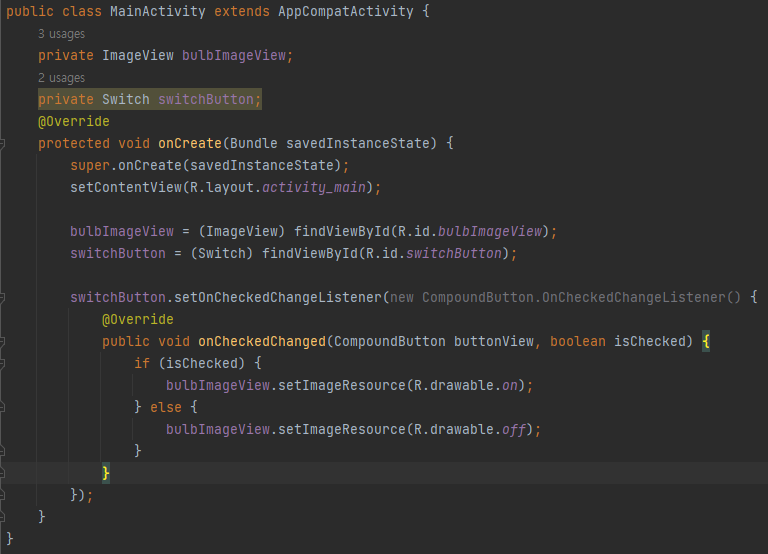 public class MainActivity extends AppCompatActivity {
3 usages
private ImageView bulbImageView;
2 usages
private Switch switchButton;
@Override
protected void onCreate(Bundle savedInstanceState) {
super.onCreate(savedInstanceState);
setContentView(R.layout.activity_main);
bulbImageView = (ImageView) findViewById(R.id.bulbImageView);
switchButton = (Switch) findViewById(R.id.switchButton);
switchButton.setOnCheckedChangeListener(new CompoundButton.OnCheckedChangeListener() {
@Override
public void onCheckedChanged(CompoundButton buttonView, boolean isChecked) {
if (isChecked) {
bulbImageView.setImageResource(R.drawable.on);
} else {
bulbImageView.setImageResource(R.drawable.off);
}
}
});
}
}